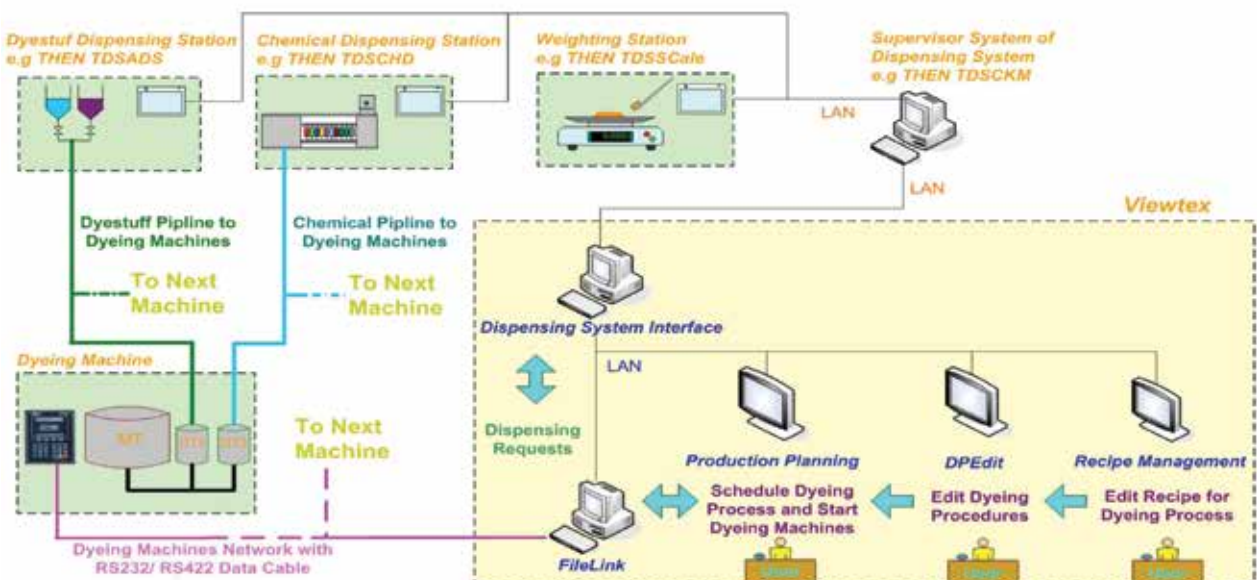 Dyestuf Dispensing Station
e.g THEN TDSADS
Chemical Dispensing Station
e.g THEN TDSCHD
Weighting Station
e.g THEN TDSSCale
Supervisor System of
Dispensing System
e.g THEN TDSCKM
LAN
LAN
Viewtex
Dyestuff Pipline to
Dyeing Machines
Chemical Pipline to
Dyeing Machines
To Next
Machine
To Next
Machine
Dispensing System Interface
LAN
Dyeing Machine
MT
To Next
Machine
Dispensing
Requests
Production Planning
DPEdit
Recipe Management
Schedule Dyeing
Process and Start
Dyeing Machines
Edit Dyeing
Procedures
Edit Recipe for
Dyeing Process
Dyeing Machines Network with
RS232/ RS422 Data Cable
FileLink